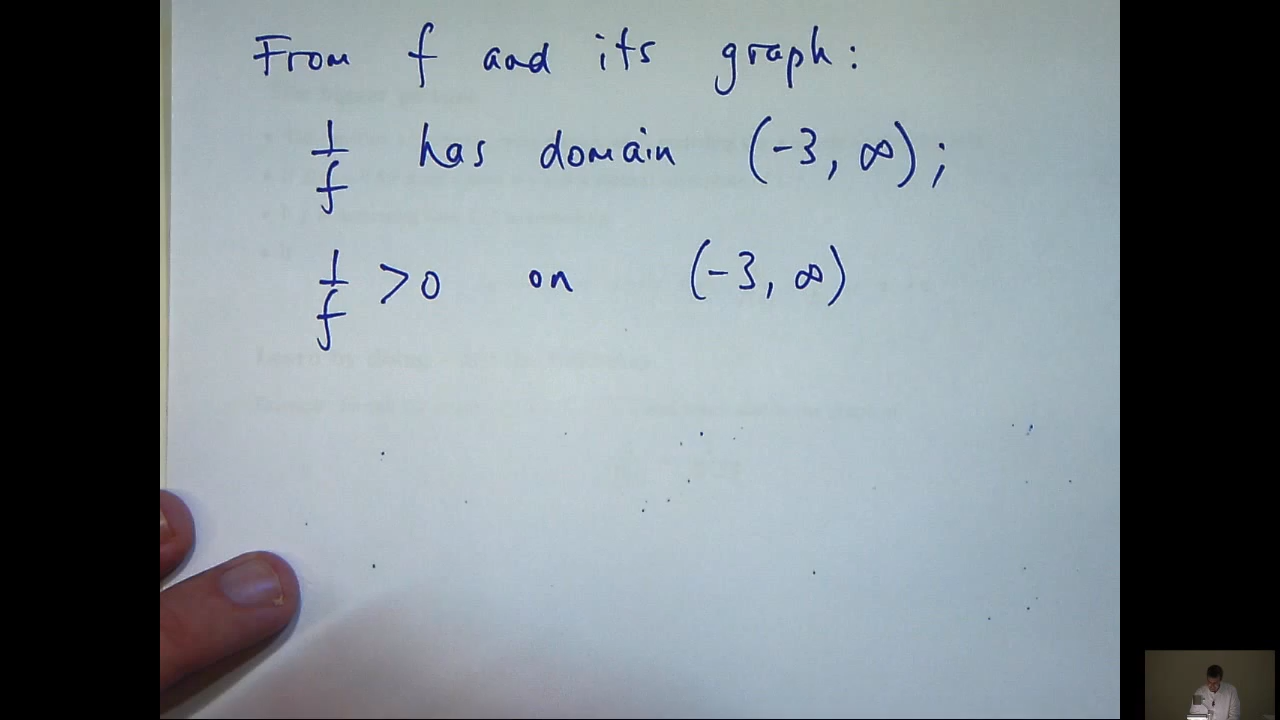 From f and its graph:
1/f has domain (-3, ∞);
1/f >0 on (-3, ∞)